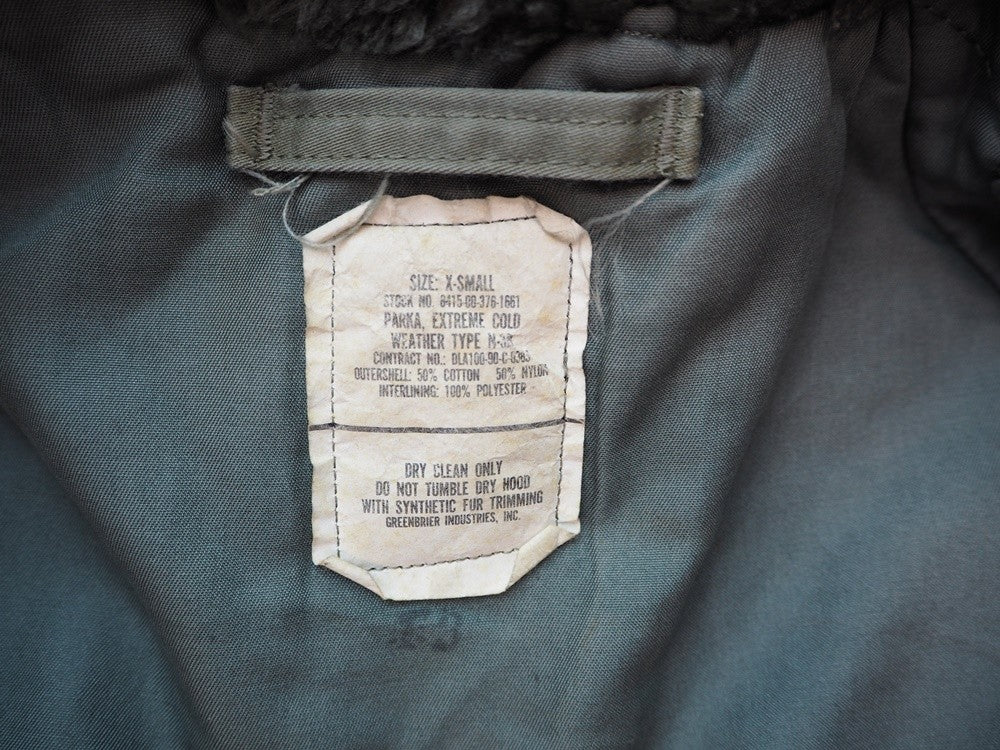 SIZE: X-SMALL
STOCK NO. 8415-00-376-1661
PARKA, EXTREME COLD
WEATHER TYPE N-3B
CONTRACT NO.: DLA100-90-C-0363
OUTERSHELL: 50% COTTON 50% NYLON
INTERLINING: 100% POLYESTER
DRY CLEAN ONLY
DO NOT TUMBLE DRY HOOD
WITH SYNTHETIC FUR TRIMMING
GREENBRIER INDUSTRIES, INC.